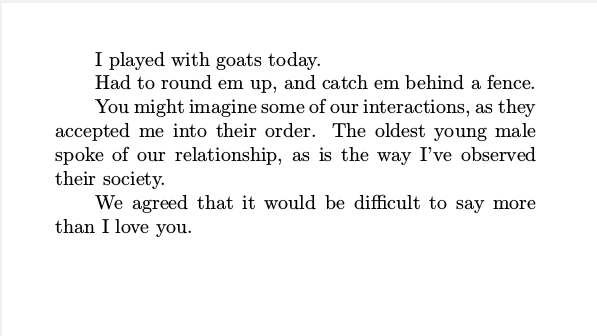 I played with goats today.
Had to round em up, and catch em behind a fence.
You might imagine some of our interactions, as they
accepted me into their order. The oldest young male
spoke of our relationship, as is the way I've observed
their society.
We agreed that it would be difficult to say more
than I love you.